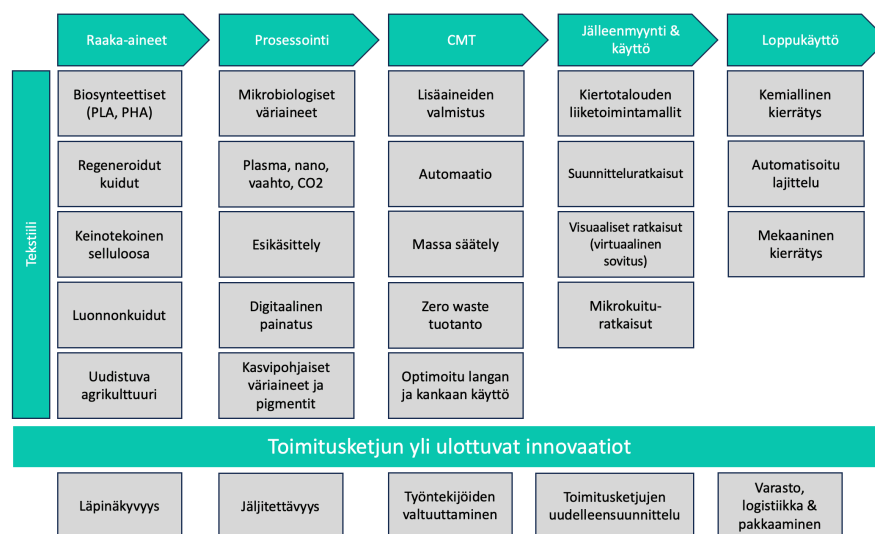 Raaka-aineet
Prosessointi
CMT
Jälleenmyynti &
käyttö
Loppukäyttö
Tekstiili
Biosynteettiset
(PLA, PHA)
Mikrobiologiset
väriaineet
Lisäaineiden
valmistus
Kiertotalouden
liiketoimintamallit
Kemiallinen
kierrätys
Regeneroidut
kuidut
Plasma, nano,
vaahto, CO2
Automaatio
Suunnitteluratkaisut
Automatisoitu
lajittelu
Keinotekoinen
selluloosa
Esikäsittely
Massa säätely
Visuaaliset ratkaisut
(virtuaalinen
sovitus)
Mekaaninen
kierrätys
Luonnonkuidut
Digitaalinen
painatus
Zero waste
tuotanto
Mikrokuitu-
ratkaisut
Uudistuva
agrikulttuuri
Kasvipohjaiset
väriaineet ja
pigmentit
Optimoitu langan
ja kankaan käyttö
Toimitusketjun yli ulottuvat innovaatiot
Läpinäkyvyys
Jäljitettävyys
Työntekijöiden
valtuuttaminen
Toimitusketjujen
uudelleensuunnittelu
Varasto,
logistiikka &
pakkaaminen